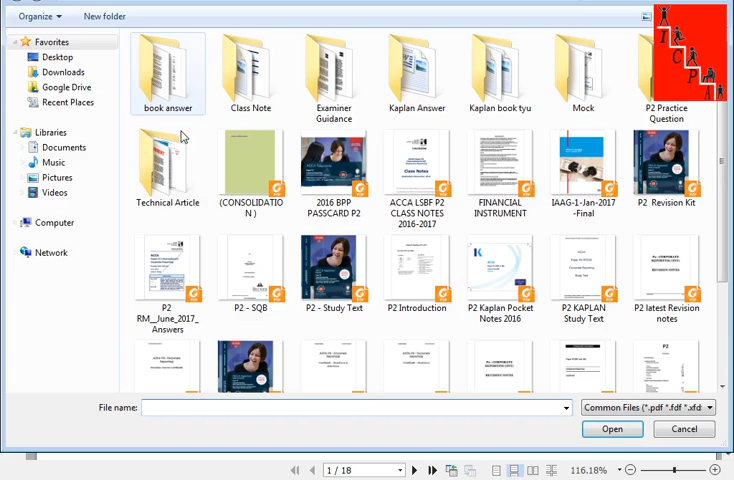 Organize
New folder
I
C
P
A
Favorites
Desktop
Downloads
Google Drive
Recent Places
Libraries
Documents
Music
Pictures
Videos
Computer
Network
book answer
Class Note
Examiner
Guidance
Kaplan Answer
Kaplan book tyu
Mock
P2 Practice
Question
Technical Article
(CONSOLIDATIO
N )
2016 BPP
PASSCARD P2
ACCA LSBF P2
CLASS NOTES
2016-2017
FINANCIAL
INSTRUMENT
IAAG-1-Jan-2017
-Final
P2 Revision Kit
P2
RM_June_2017_
Answers
P2 - SQB
P2 - Study Text
P2 Introduction
P2 Kaplan Pocket
Notes 2016
P2 KAPLAN
Study Text
P2 latest Revision
notes
File name:
Common Files (*.pdf *.fdf *.xfd
Open
Cancel
1 / 18
116.18%